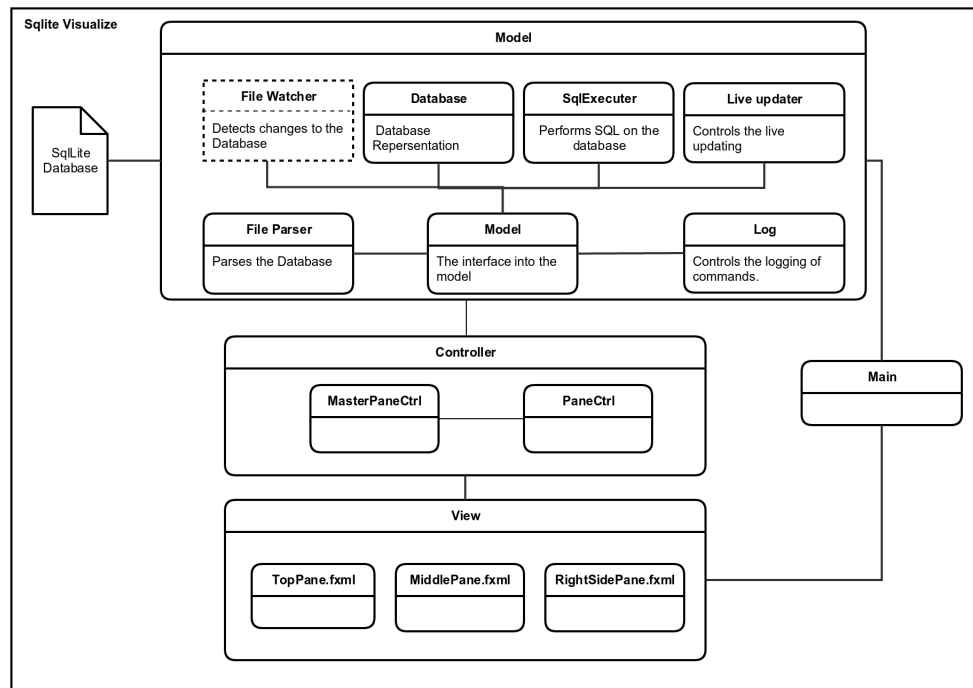 Sqlite Visualize
Model
File Watcher
Detects changes to the
Database
Database
Database
Repersentation
SqlExecuter
Performs SQL on the
database
Live updater
Controls the live
updating
SqlLite
Database
File Parser
Parses the Database
Model
The interface into the
model
Log
Controls the logging of
commands.
Controller
MasterPaneCtrl
PaneCtrl
Main
View
TopPane.fxml
MiddlePane.fxml
RightSidePane.fxml